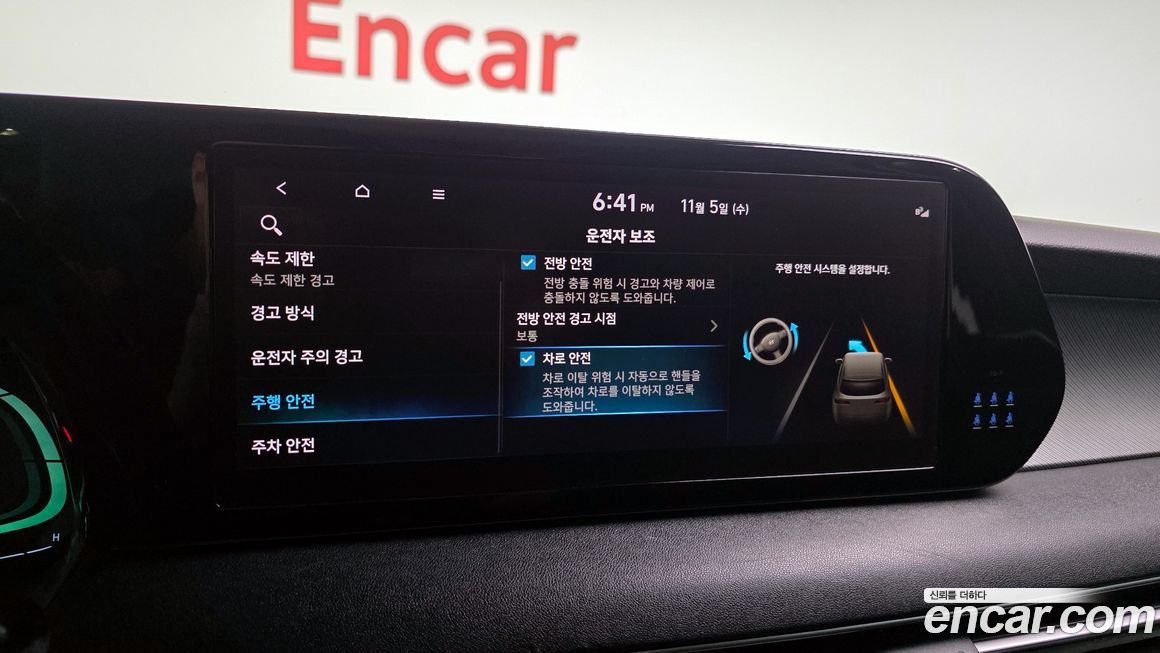 Encar
6:41 PM 11월 5일 (수)
운전자 보조
속도 제한
속도 제한 경고
경고 방식
운전자 주의 경고
주행 안전
주차 안전
전방 안전
전방 충돌 위험 시 경고와 차량 제어로
충돌하지 않도록 도와줍니다.
전방 안전 경고 시점
보통
차로 안전
차로 이탈 위험 시 자동으로 핸들을
조작하여 차로를 이탈하지 않도록
도와줍니다.
주행 안전 시스템을 설정합니다.
H
신뢰를 더하다
encar.com